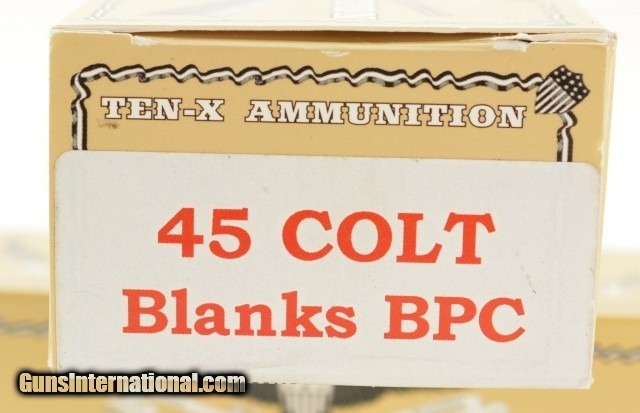 TEN-X AMMUNITION
45 COLT
Blanks BPC
GunsInternational.com